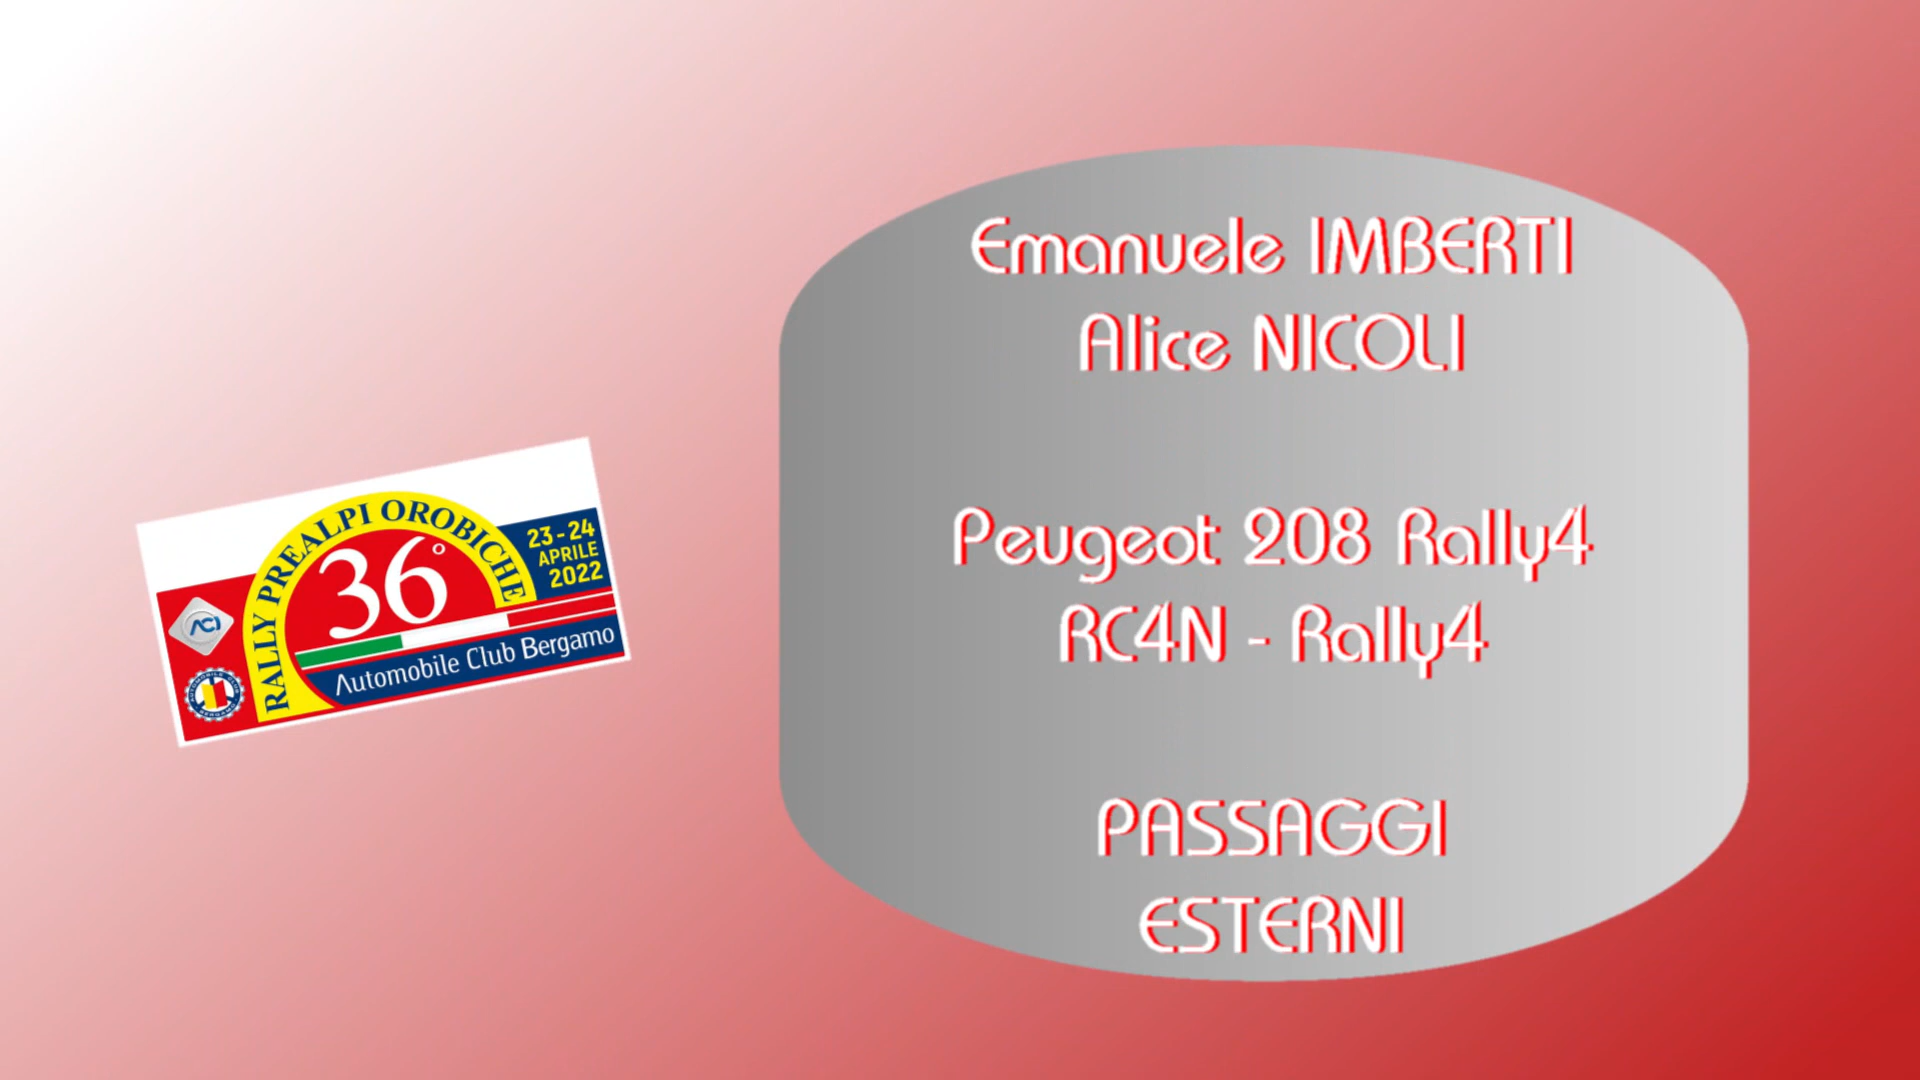 RALLY PREALPI OROBICHE
36°
23-24
APRILE
2022
ACI
Automobile Club Bergamo
Emanuele IMBERTI
Alice NICOLI
Peugeot 208 Rally4
RC4N - Rally4
PASSAGGI
ESTERNI